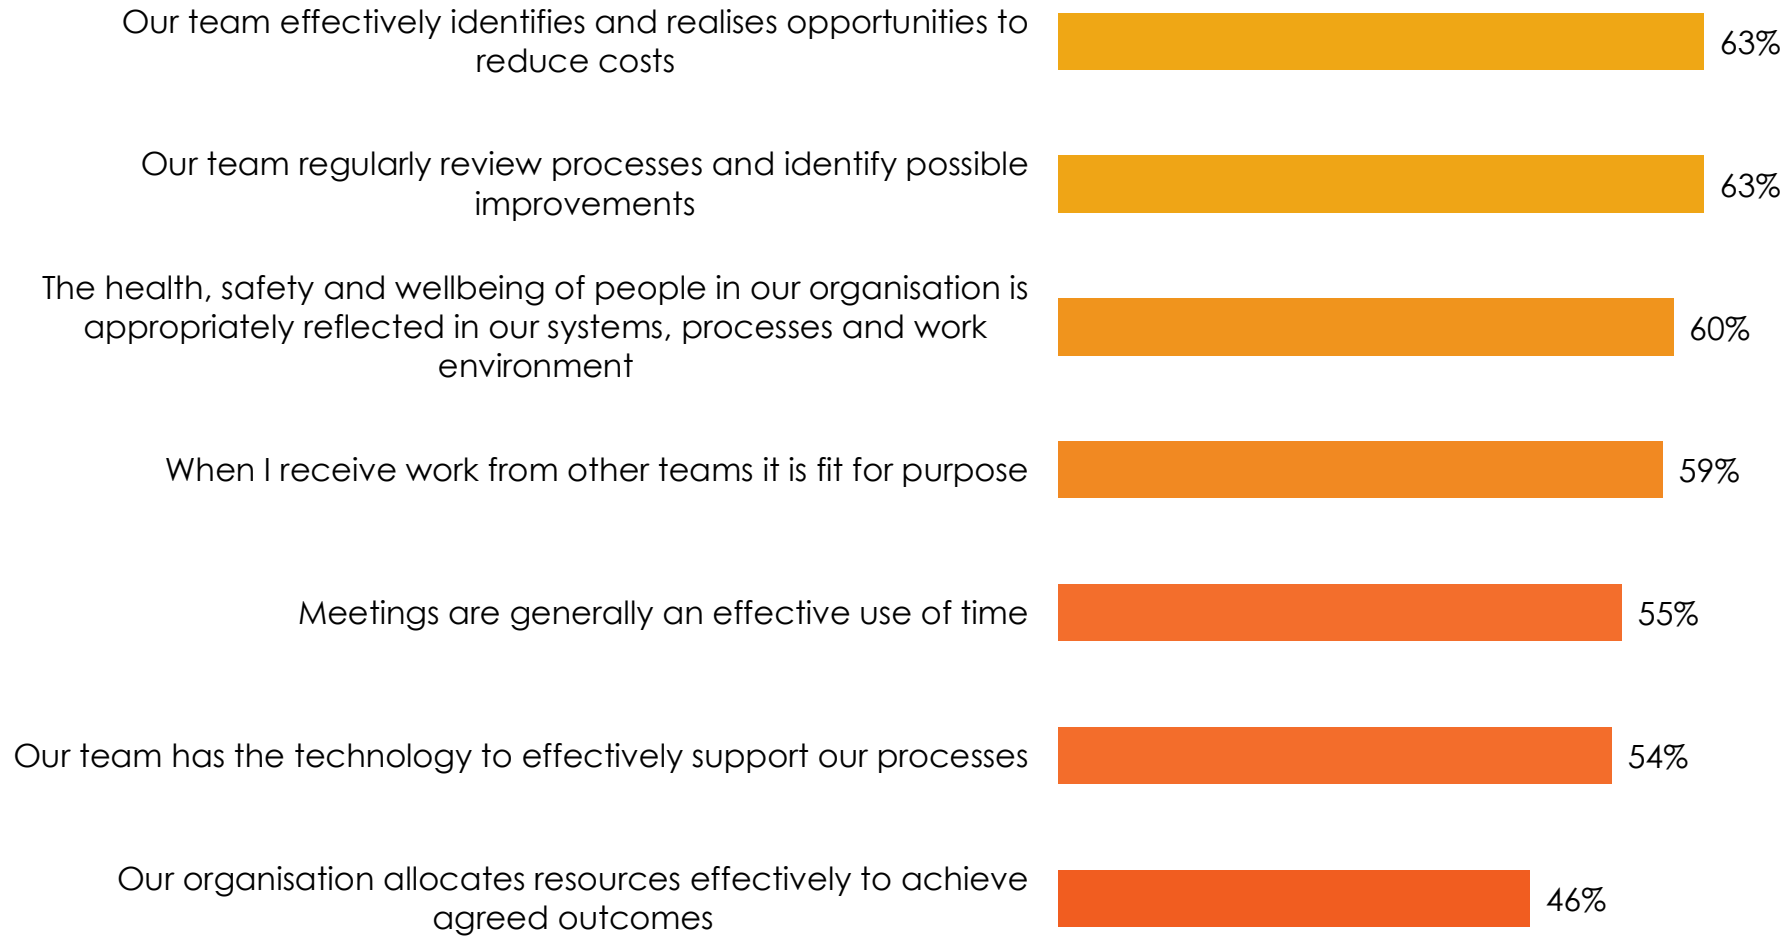 Our team effectively identifies and realises opportunities to
reduce costs
63%
Our team regularly review processes and identify possible
improvements
63%
The health, safety and wellbeing of people in our organisation is
appropriately reflected in our systems, processes and work
environment
60%
When I receive work from other teams it is fit for purpose
59%
Meetings are generally an effective use of time
55%
Our team has the technology to effectively support our processes
54%
Our organisation allocates resources effectively to achieve
agreed outcomes
46%